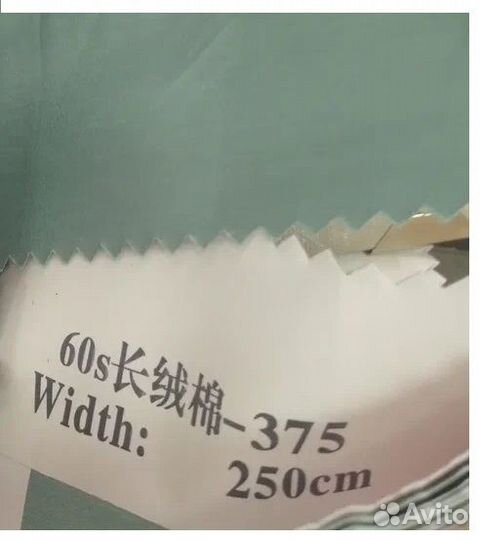 60s长绒棉-375
Width: 250cm
Avito